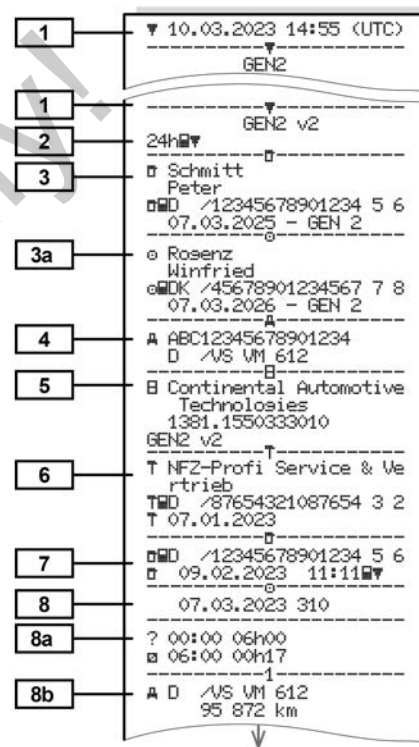 1
▼ 10.03.2023 14:55 (UTC)
GEN2
1
GEN2 v2
2
24h▼
3
Schmitt
Peter
D /12345678901234 5 6
07.03.2025 - GEN 2
3a
Rogenz
Winfried
DK /45678901234567 7 8
07.03.2026 - GEN 2
4
A ABC12345678901234
D /VS VM 612
5
B Continental Automotive
Technologies
1381.1550333010
GEN2 v2
6
T NFZ-Profi Service & Ve
rtrieb
T D /87654321087654 3 2
T 07.01.2023
7
D /12345678901234 5 6
09.02.2023 11:11▼
8
07.03.2023 310
8a
? 00:00 06h00
06:00 00h17
1
8b
A D /VS VM 612
95 872 km
ly!